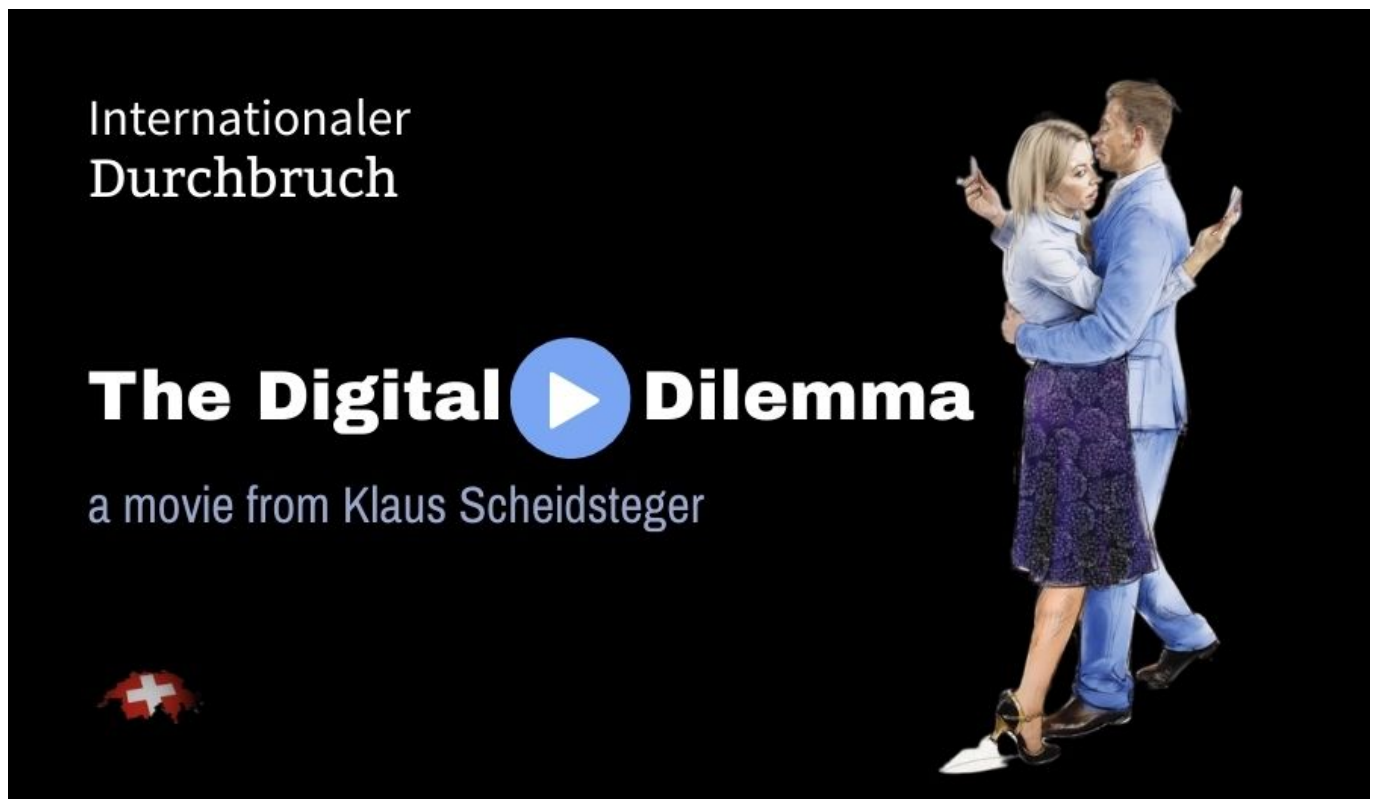 Internationaler
Durchbruch
The Digital Dilemma
a movie from Klaus Scheidsteger